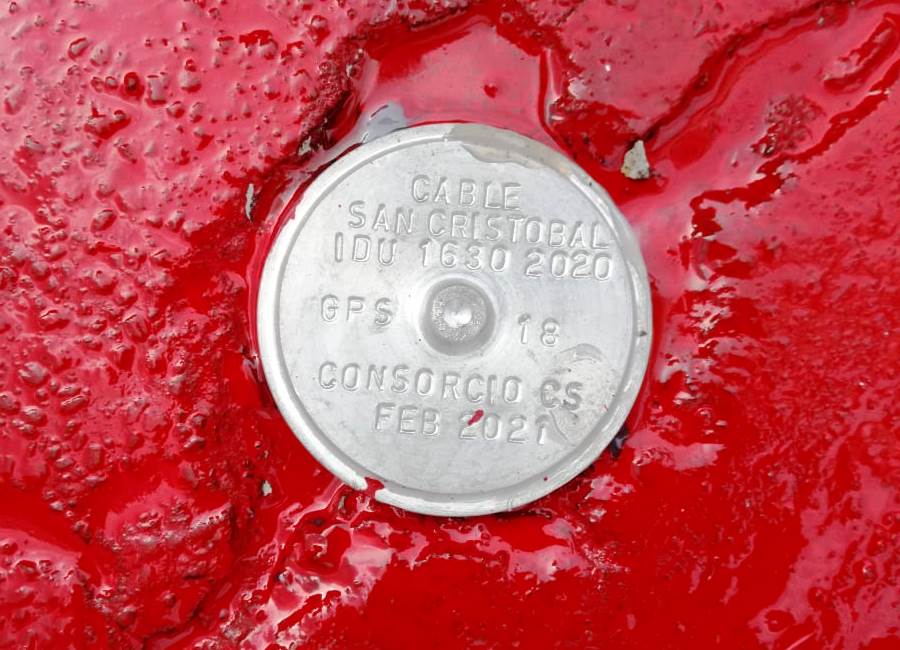 CABLE
SAN CRISTOBAL
IDU 1630 2020
GPS 18
CONSORCIO CS
FEB 2021